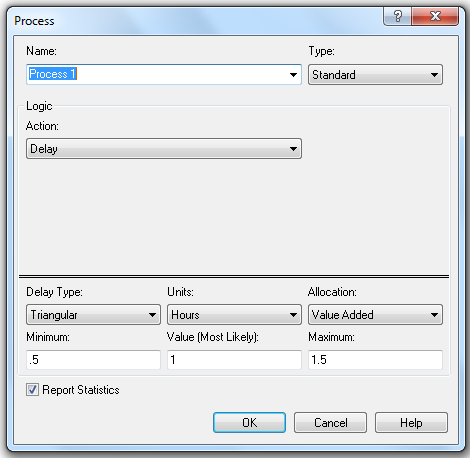 Process
Name: Type:
Process 1 Standard
Logic
Action:
Delay
Delay Type: Units: Allocation:
Triangular Hours Value Added
Minimum: Value (Most Likely): Maximum:
.5 1 1.5
Report Statistics
OK Cancel Help